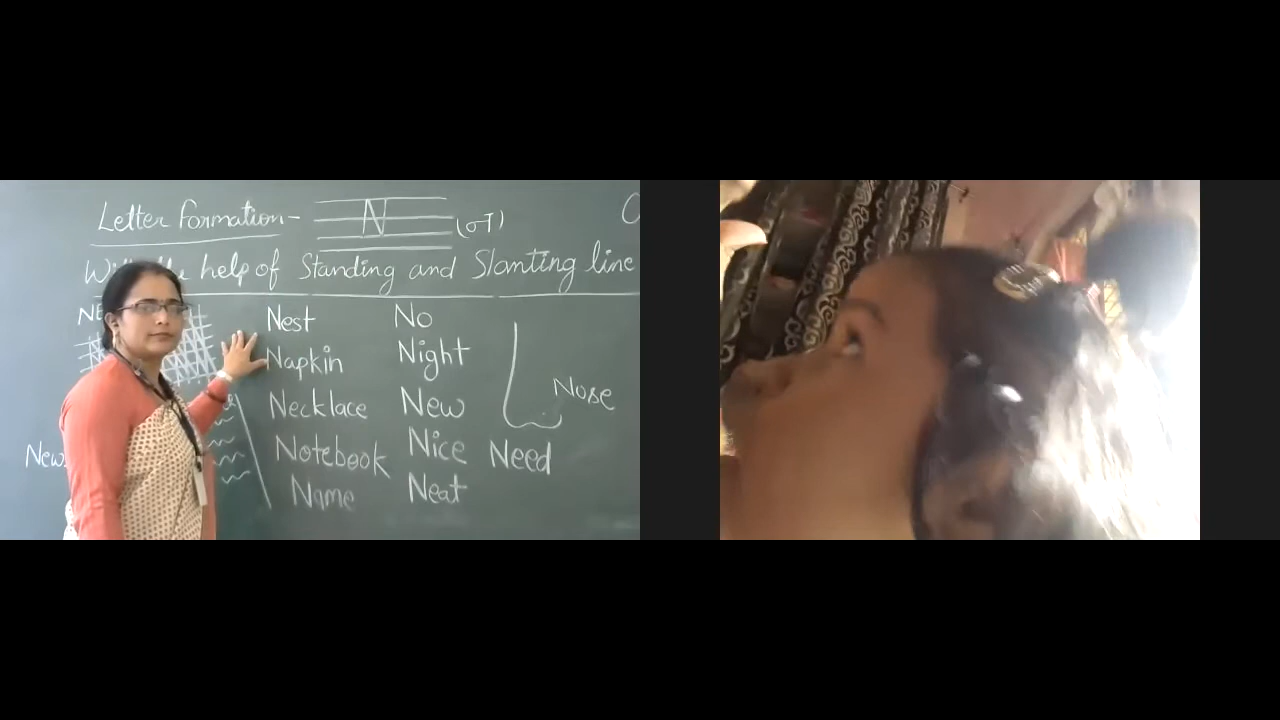 Letter formation- N (नT)
With the help of Standing and Slanting line
Nest No
Napkin Night
Necklace New Nose
Notebook Nice Need
Name Neat